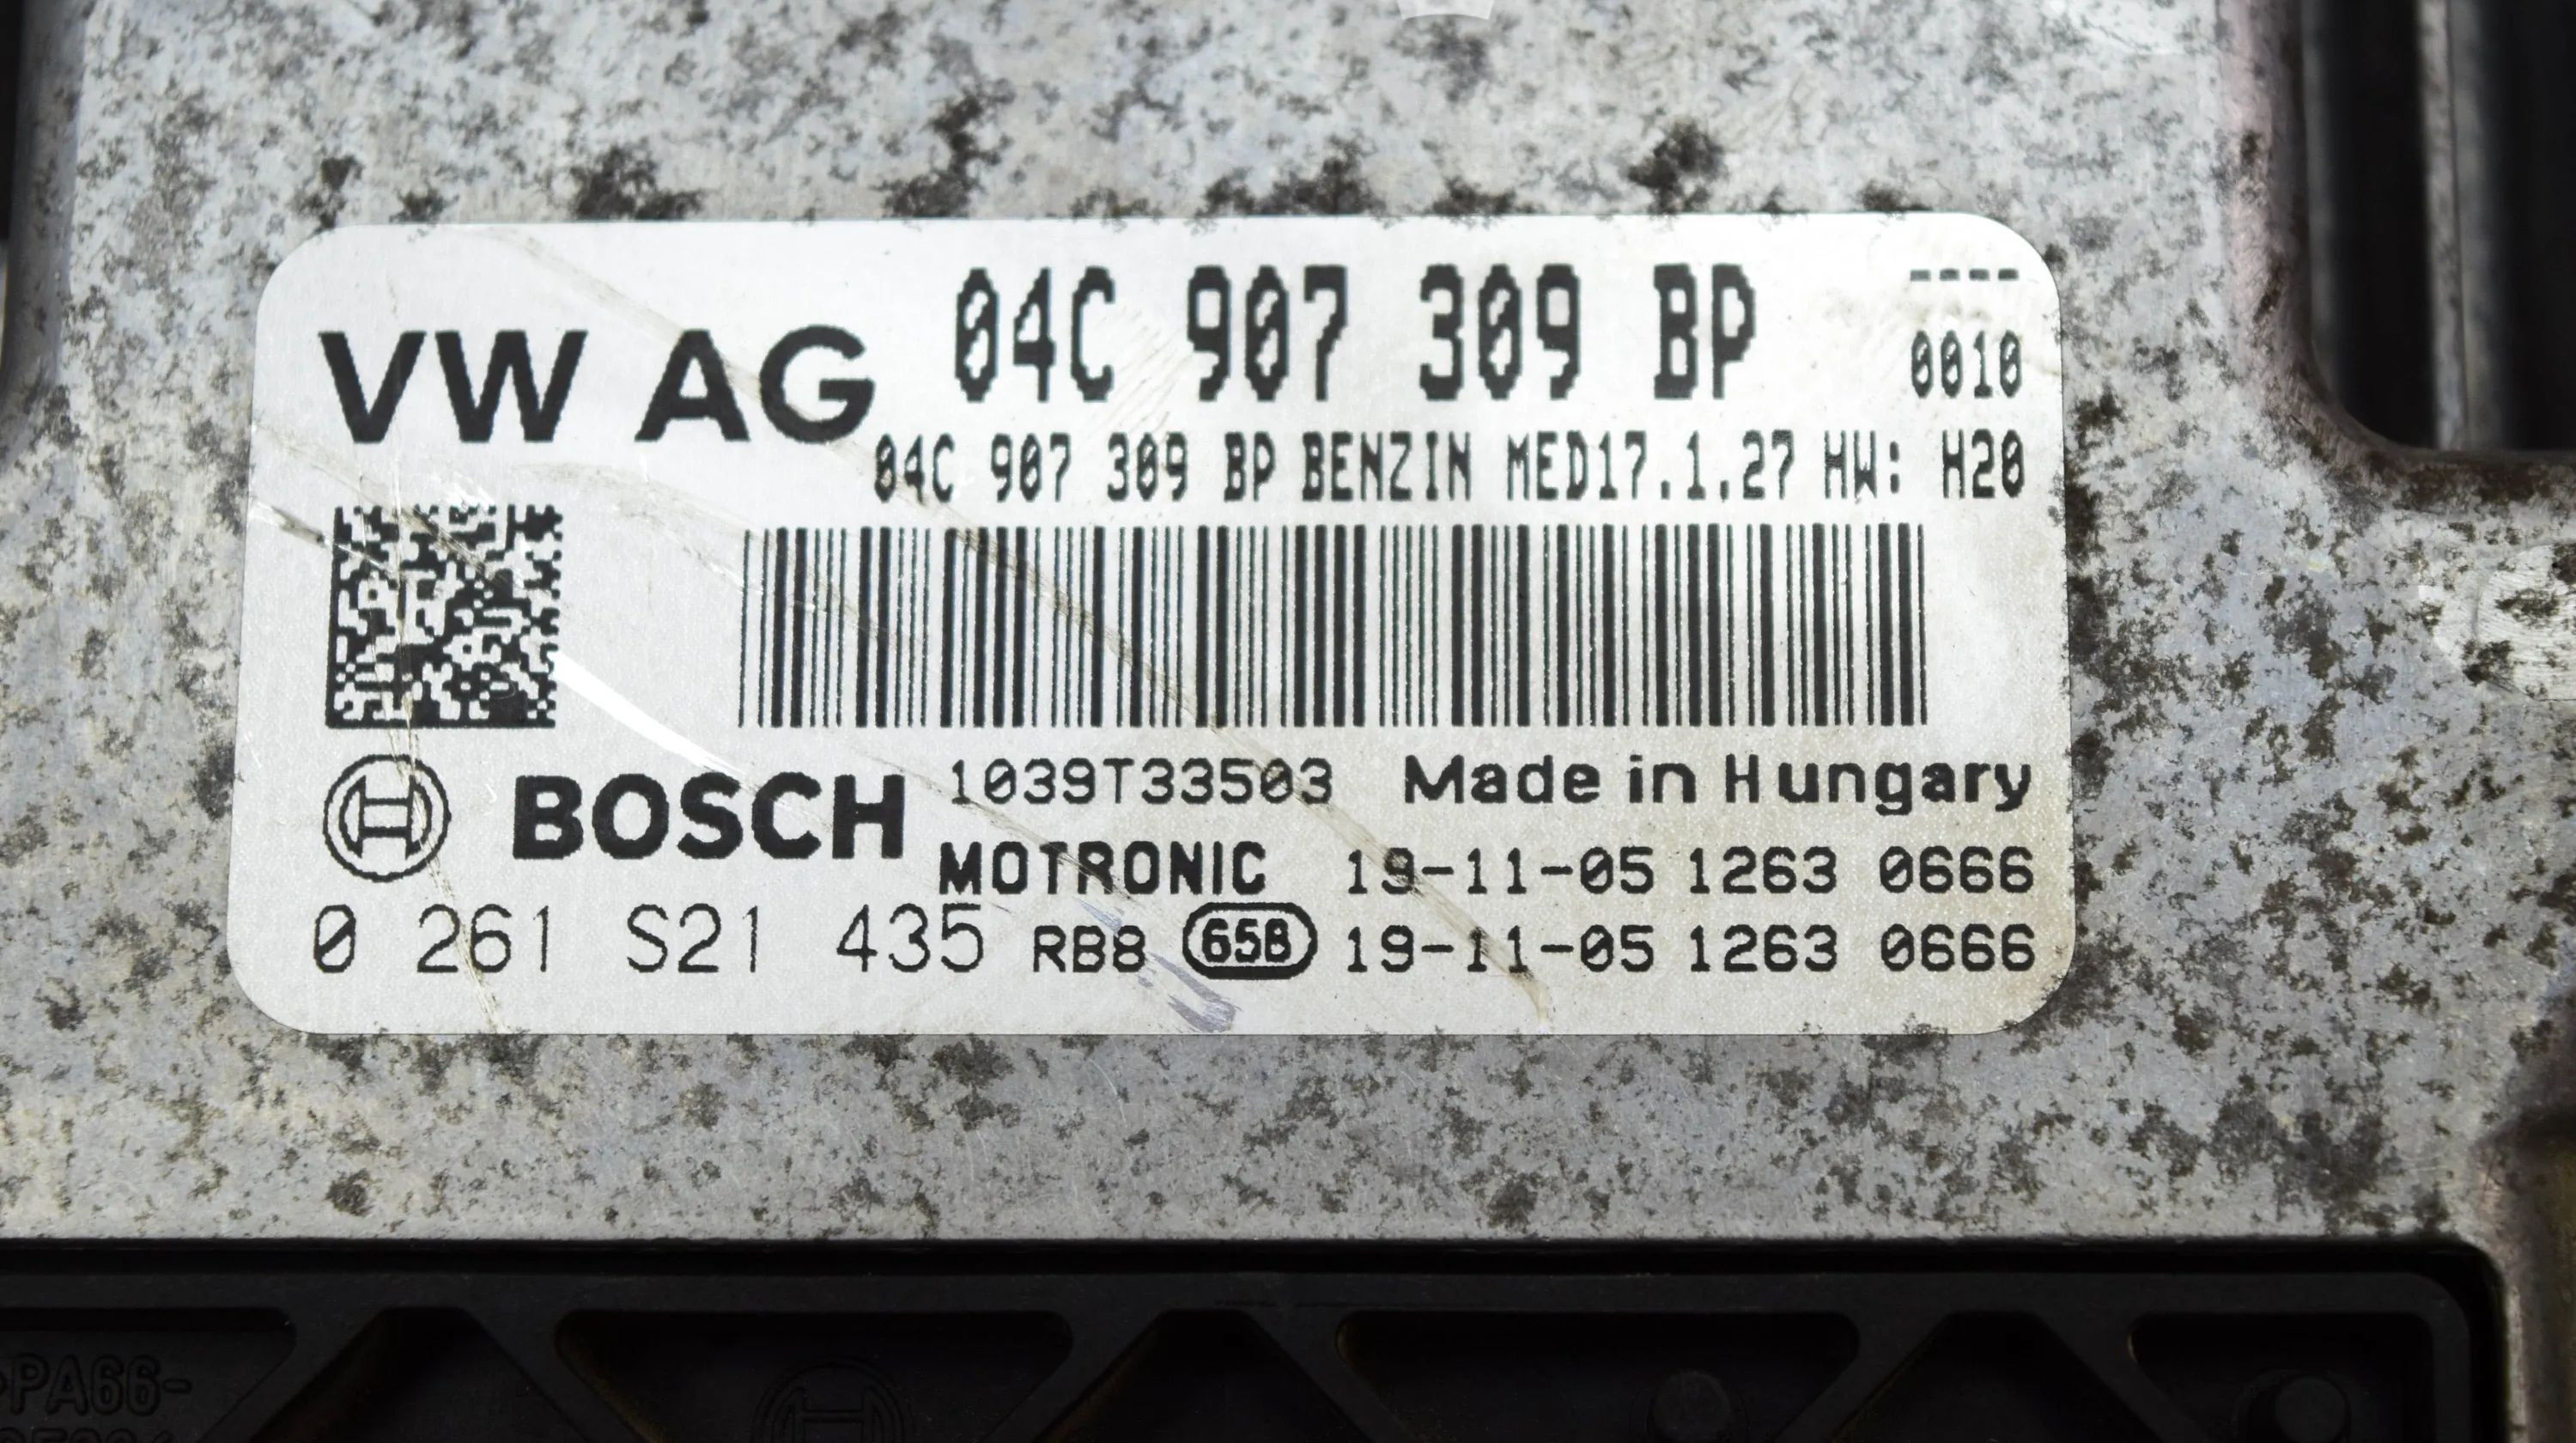 VW AG 04C 907 309 BP ----
0010
04C 907 309 BP BENZIN MED17.1.27 HW: H20
BOSCH 1039T33503 Made in Hungary
MOTRONIC 19-11-05 1263 0666
0 261 S21 435 RB8 65B 19-11-05 1263 0666
>PA66-